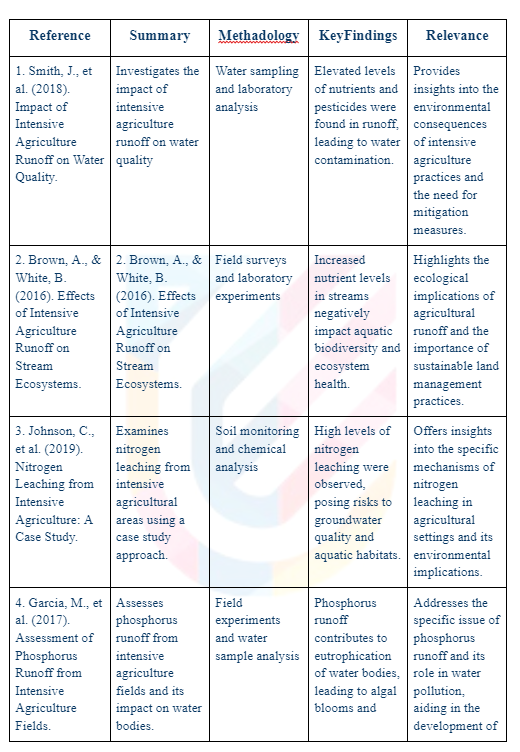 Reference
Summary
Methadology
KeyFindings
Relevance
1. Smith, J., et
al. (2018).
Impact of
Intensive
Agriculture
Runoff on Water
Quality.
Investigates the
impact of
intensive
agriculture
runoff on water
quality
Water sampling
and laboratory
analysis
Elevated levels
of nutrients and
pesticides were
found in runoff,
leading to water
contamination.
Provides
insights into the
environmental
consequences
of intensive
agriculture
practices and
the need for
mitigation
measures.
2. Brown, A., &
White, B.
(2016). Effects
of Intensive
Agriculture
Runoff on
Stream
Ecosystems.
2. Brown, A., &
White, B.
(2016). Effects
of Intensive
Agriculture
Runoff on
Stream
Ecosystems.
Field surveys
and laboratory
experiments
Increased
nutrient levels
in streams
negatively
impact aquatic
biodiversity and
ecosystem
health.
Highlights the
ecological
implications of
agricultural
runoff and the
importance of
sustainable land
management
practices.
3. Johnson, C.,
et al. (2019).
Nitrogen
Leaching from
Intensive
Agriculture: A
Case Study.
Examines
nitrogen
leaching from
intensive
agricultural
areas using a
case study
approach.
Soil monitoring
and chemical
analysis
High levels of
nitrogen
leaching were
observed,
posing risks to
groundwater
quality and
aquatic habitats.
Offers insights
into the specific
mechanisms of
nitrogen
leaching in
agricultural
settings and its
environmental
implications.
4. Garcia, M., et
al. (2017).
Assessment of
Phosphorus
Runoff from
Intensive
Agriculture
Fields.
Assesses
phosphorus
runoff from
intensive
agriculture
fields and its
impact on water
bodies.
Field
experiments
and water
sample analysis
Phosphorus
runoff
contributes to
eutrophication
of water bodies,
leading to algal
blooms and
Addresses the
specific issue of
phosphorus
runoff and its
role in water
pollution,
aiding in the
development of